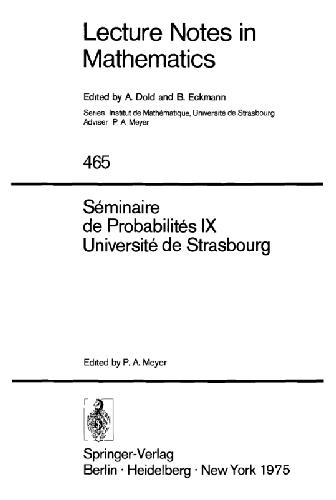 Lecture Notes in
Mathematics
Edited by A. Dold and B. Eckmann
Series: Institut de Mathématique, Université de Strasbourg
Adviser: P. A. Meyer
465
Séminaire
de Probabilités IX
Université de Strasbourg
Edited by P. A. Meyer
Springer-Verlag
Berlin · Heidelberg · New York 1975